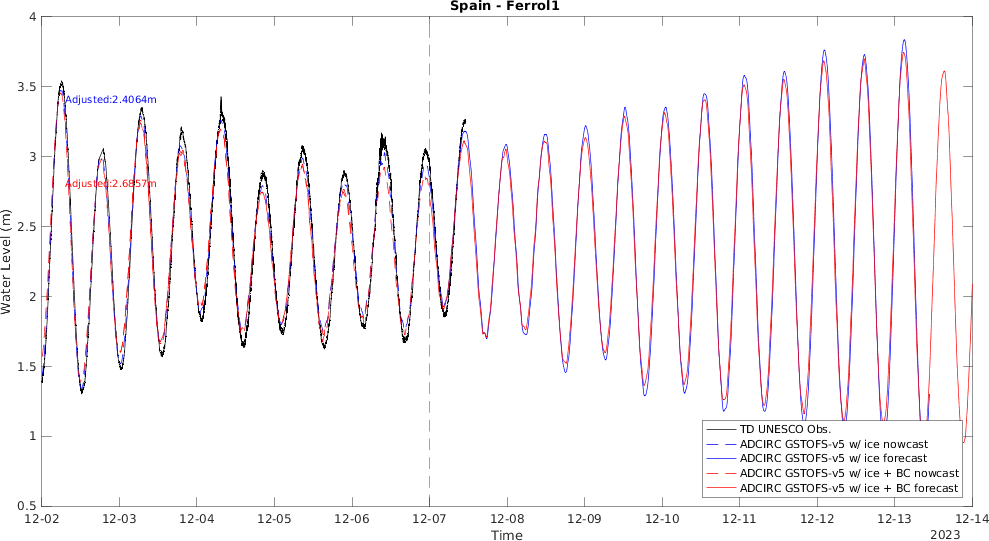 Spain - Ferrol1
4
3.5
3
2.5
2
1.5
1
0.5
Water Level (m)
Adjusted:2.4064m
Adjusted:2.6857m
TD UNESCO Obs.
ADCIRC GSTOFS-v5 w/ ice nowcast
ADCIRC GSTOFS-v5 w/ ice forecast
ADCIRC GSTOFS-v5 w/ ice + BC nowcast
ADCIRC GSTOFS-v5 w/ ice + BC forecast
12-02 12-03 12-04 12-05 12-06 12-07 12-08 12-09 12-10 12-11 12-12 12-13 12-14
Time
2023